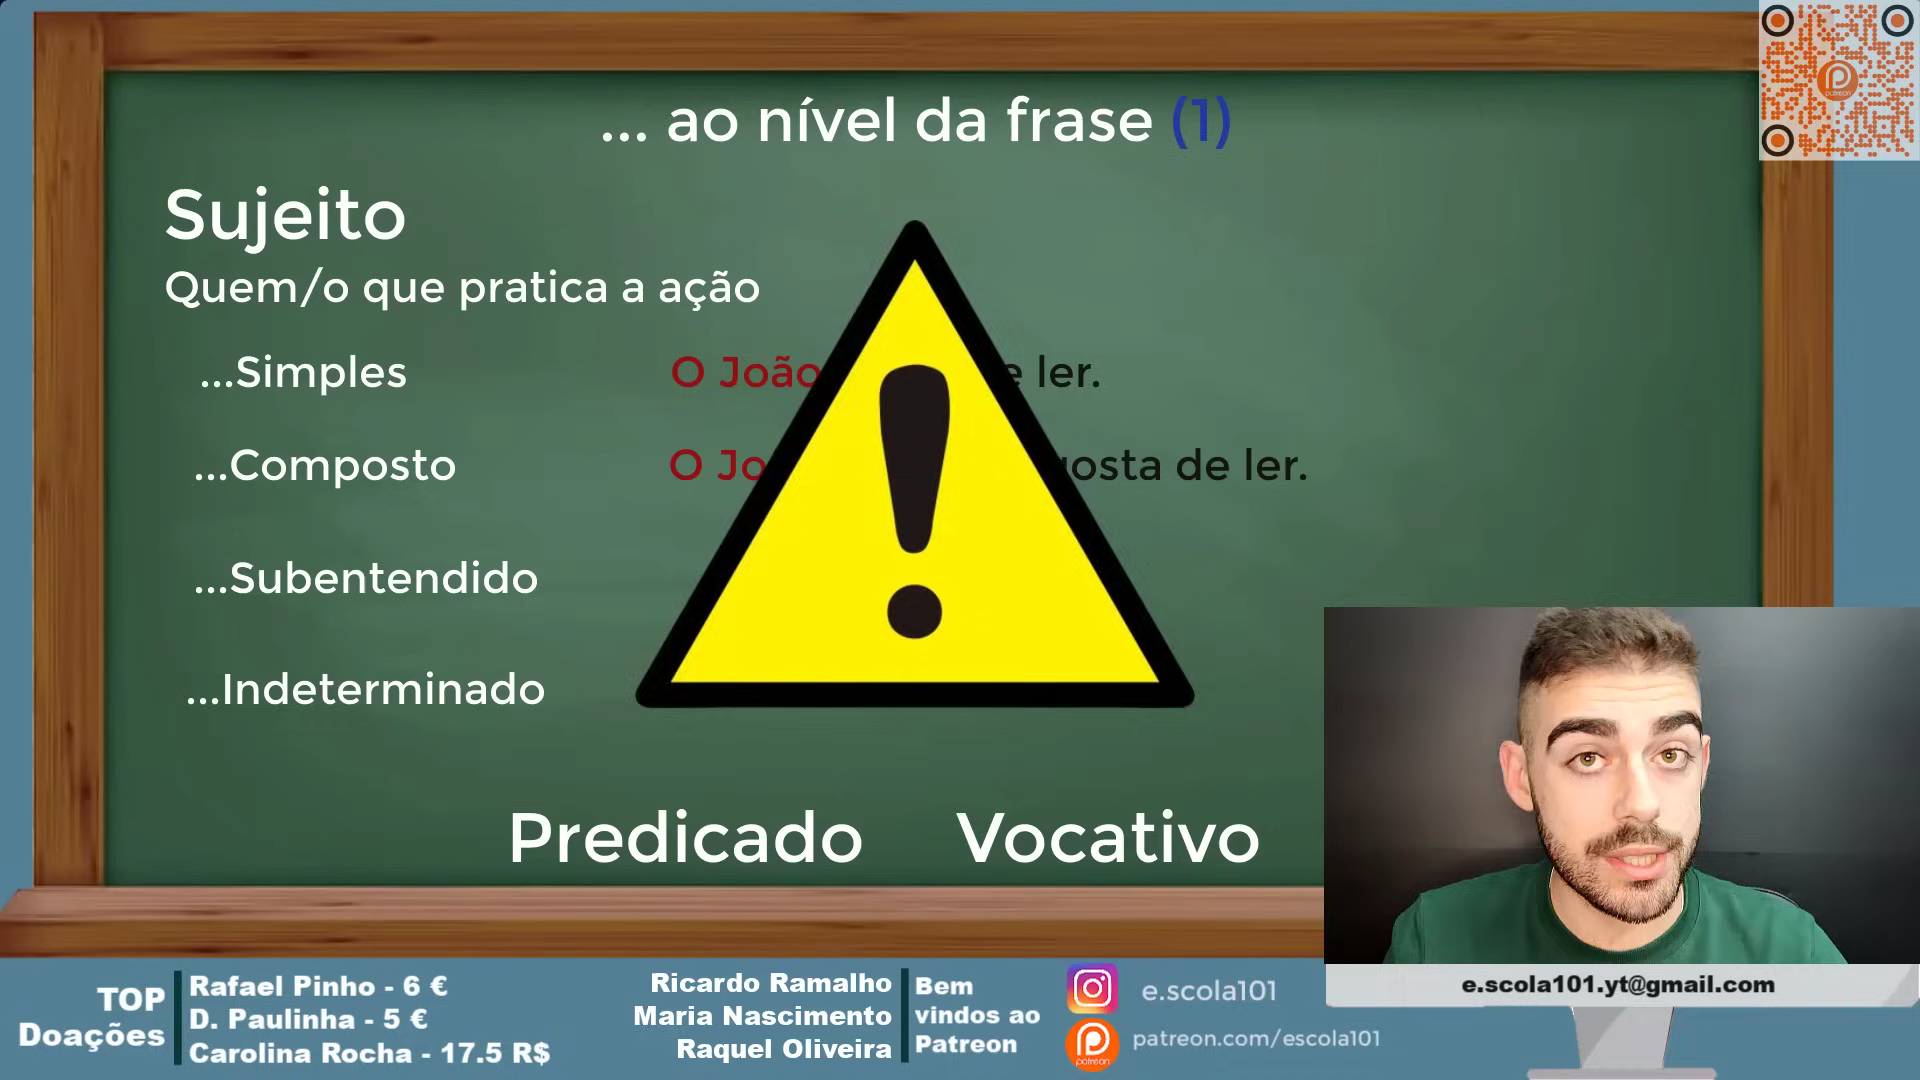 ... ao nível da frase (1)
Sujeito
Quem/o que pratica a ação
...Simples
O João
ler.
...Composto
O
de ler.
...Subentendido
...Indeterminado
Predicado
Vocativo
TOP
Doações
Rafael Pinho - 6 €
D. Paulinha - 5 €
Carolina Rocha - 17.5 R$
Ricardo Ramalho
Maria Nascimento
Raquel Oliveira
Bem
vindos ao
Patreon
e.scola101
patreon.com/escola101
e.scola101.yt@gmail.com
patreon
patreon